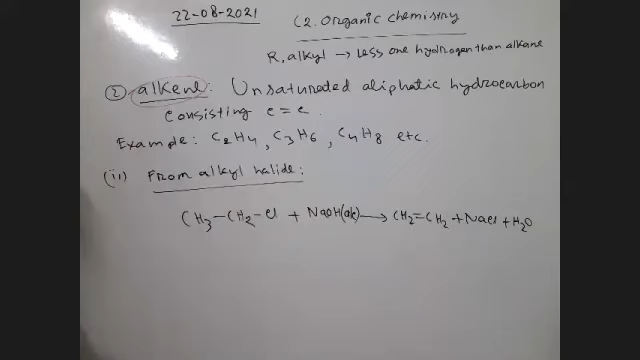 22-08-2021
C2. Organic chemistry
R, alkyl → Less one hydrogen than alkane
② alkene: Unsaturated aliphatic hydrocarbon
consisting c=c.
Example: C₂H₄, C₃H₆, C₄H₈ etc.
(ii) From alkyl halide:
CH₃-CH₂-Cl + NaOH(alc) → CH₂=CH₂ + NaCl + H₂O